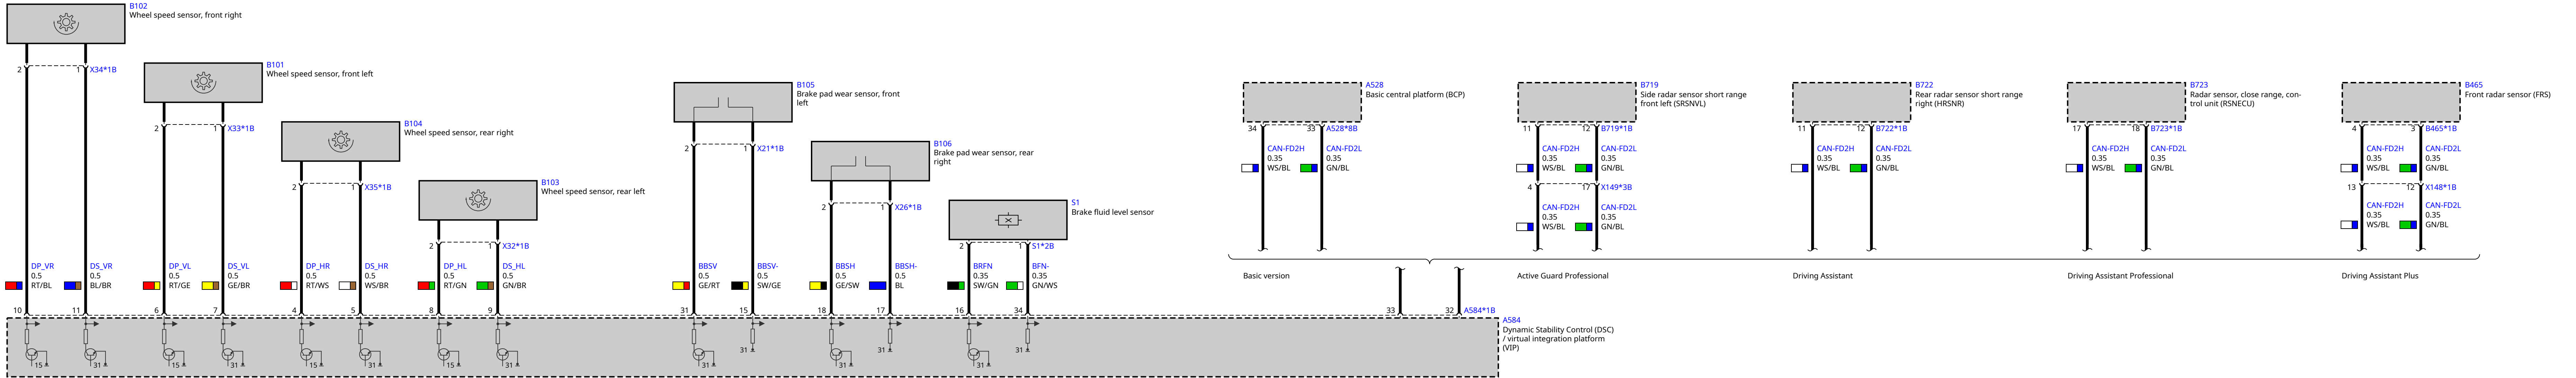 B102
Wheel speed sensor, front right
2
1
X34*1B
B101
Wheel speed sensor, front left
2
1
X33*1B
B104
Wheel speed sensor, rear right
2
1
X35*1B
B103
Wheel speed sensor, rear left
2
1
X32*1B
B105
Brake pad wear sensor, front
left
2
1
X21*1B
B106
Brake pad wear sensor, rear
right
2
1
X26*1B
S1
Brake fluid level sensor
2
1
S1*2B
A528
Basic central platform (BCP)
34
33
A528*8B
CAN-FD2H
0.35
WS/BL
CAN-FD2L
0.35
GN/BL
B719
Side radar sensor short range
front left (SRSNVL)
11
12
B719*1B
CAN-FD2H
0.35
WS/BL
CAN-FD2L
0.35
GN/BL
4
17
X149*3B
CAN-FD2H
0.35
WS/BL
CAN-FD2L
0.35
GN/BL
B722
Rear radar sensor short range
right (HRSNR)
11
12
B722*1B
CAN-FD2H
0.35
WS/BL
CAN-FD2L
0.35
GN/BL
B723
Radar sensor, close range, con-
trol unit (RSNECU)
17
18
B723*1B
CAN-FD2H
0.35
WS/BL
CAN-FD2L
0.35
GN/BL
B465
Front radar sensor (FRS)
4
3
B465*1B
CAN-FD2H
0.35
WS/BL
CAN-FD2L
0.35
GN/BL
13
12
X148*1B
CAN-FD2H
0.35
WS/BL
CAN-FD2L
0.35
GN/BL
Basic version
Active Guard Professional
Driving Assistant
Driving Assistant Professional
Driving Assistant Plus
DP_VR
0.5
RT/BL
DS_VR
0.5
BL/BR
DP_VL
0.5
RT/GE
DS_VL
0.5
GE/BR
DP_HR
0.5
RT/WS
DS_HR
0.5
WS/BR
DP_HL
0.5
RT/GN
DS_HL
0.5
GN/BR
BBSV
0.5
GE/RT
BBSV-
0.5
SW/GE
BBSH
0.5
GE/SW
BBSH-
0.5
BL
BRFN
0.35
SW/GN
BFN-
0.35
GN/WS
10
11
6
7
4
5
8
9
31
15
18
17
16
34
33
32
A584*1B
A584
Dynamic Stability Control (DSC)
/ virtual integration platform
(VIP)
15
31
15
31
15
31
15
31
31
31
31
31
31
31